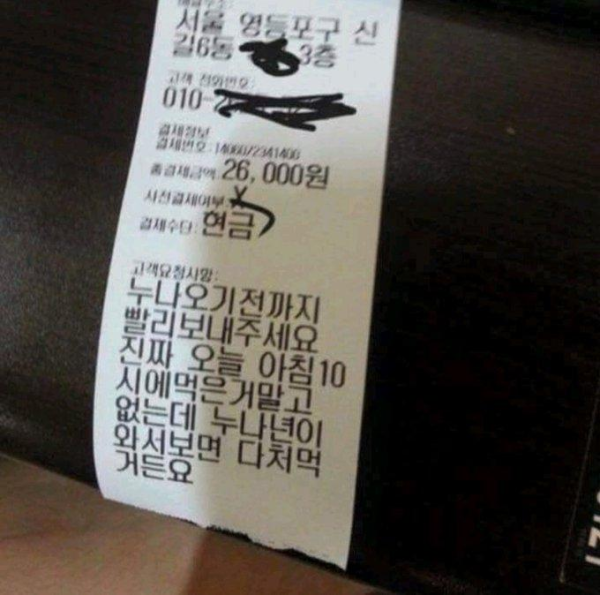 서울 영등포구 신
길6동 3층
고객 전화번호:
010-
결제정보
결제번호: 14060/2341400
총결제금액 26,000원
사전결제여부: X
결제수단: 현금
고객요청사항:
누나오기전까지
빨리보내주세요
진짜 오늘 아침10
시에먹은거말고
없는데 누나년이
와서보면 다처먹
거든요